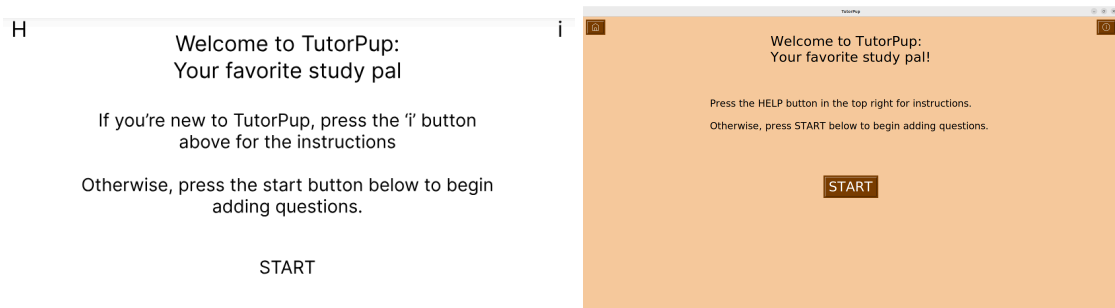 H
i
Welcome to TutorPup:
Your favorite study pal
If you're new to TutorPup, press the ‘i’ button
above for the instructions
Otherwise, press the start button below to begin
adding questions.
START
TutorPup
Welcome to TutorPup:
Your favorite study pal!
Press the HELP button in the top right for instructions.
Otherwise, press START below to begin adding questions.
START